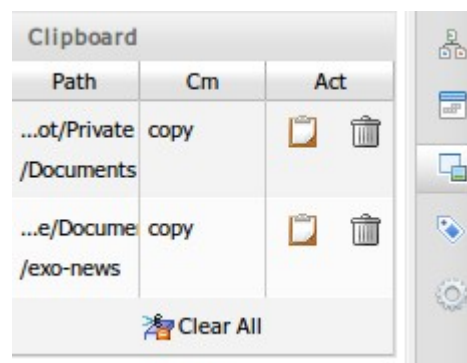 Clipboard
Path Cm Act
...ot/Private copy
/Documents
...e/Docume copy
/exo-news
Clear All